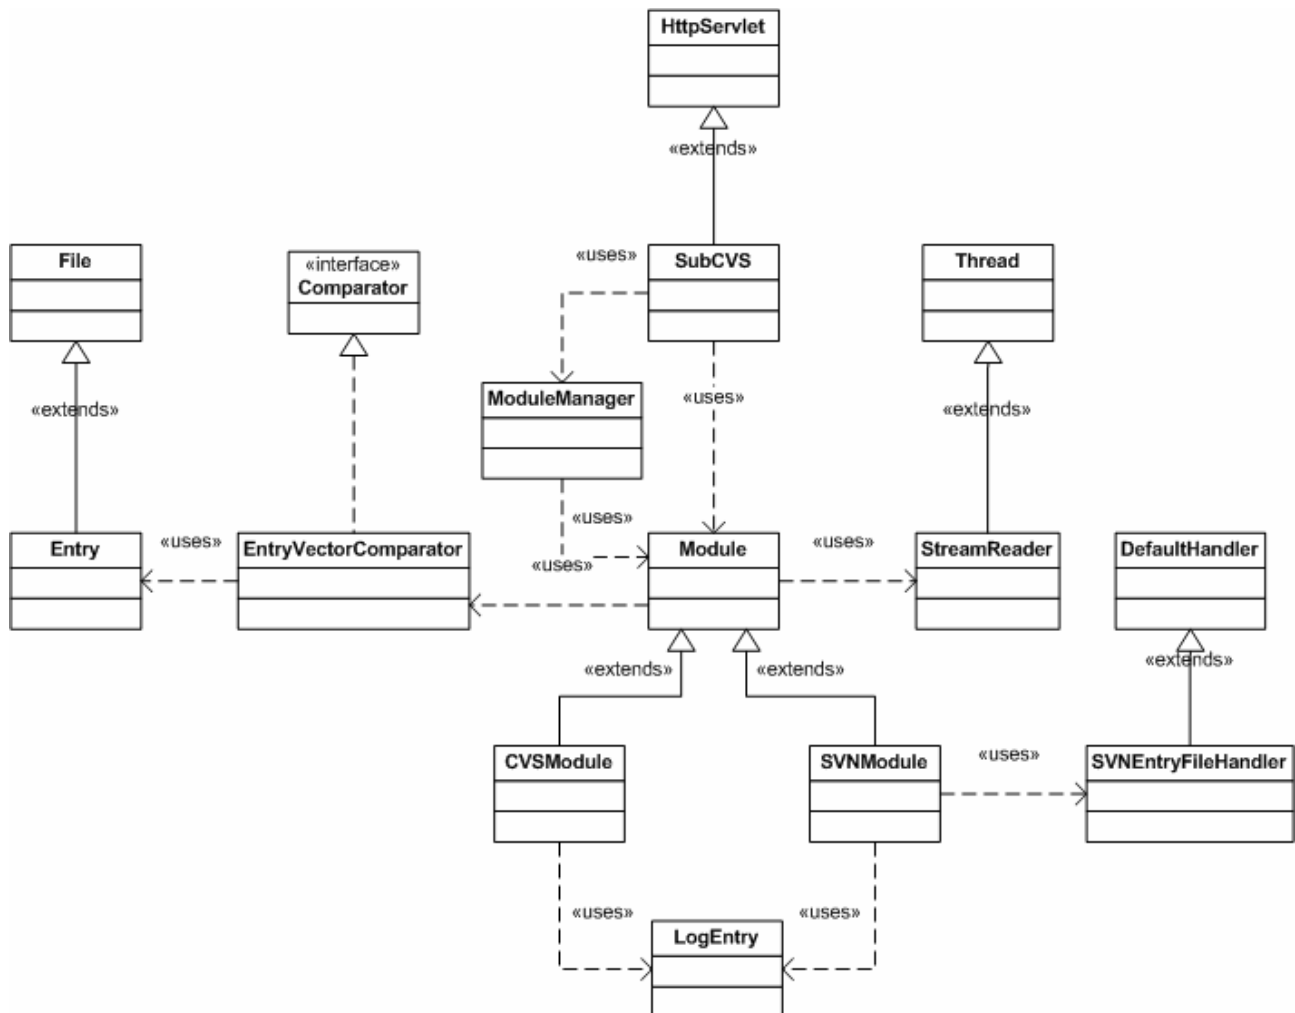 HttpServlet
«extends»
File
«interface»
Comparator
«uses»
SubCVS
Thread
«extends»
ModuleManager
«uses»
«extends»
Entry
«uses»
EntryVectorComparator
«uses»
«uses»
Module
«uses»
StreamReader
DefaultHandler
«extends»
«extends»
«extends»
CVSModule
SVNModule
«uses»
SVNEntryFileHandler
«uses»
«uses»
LogEntry